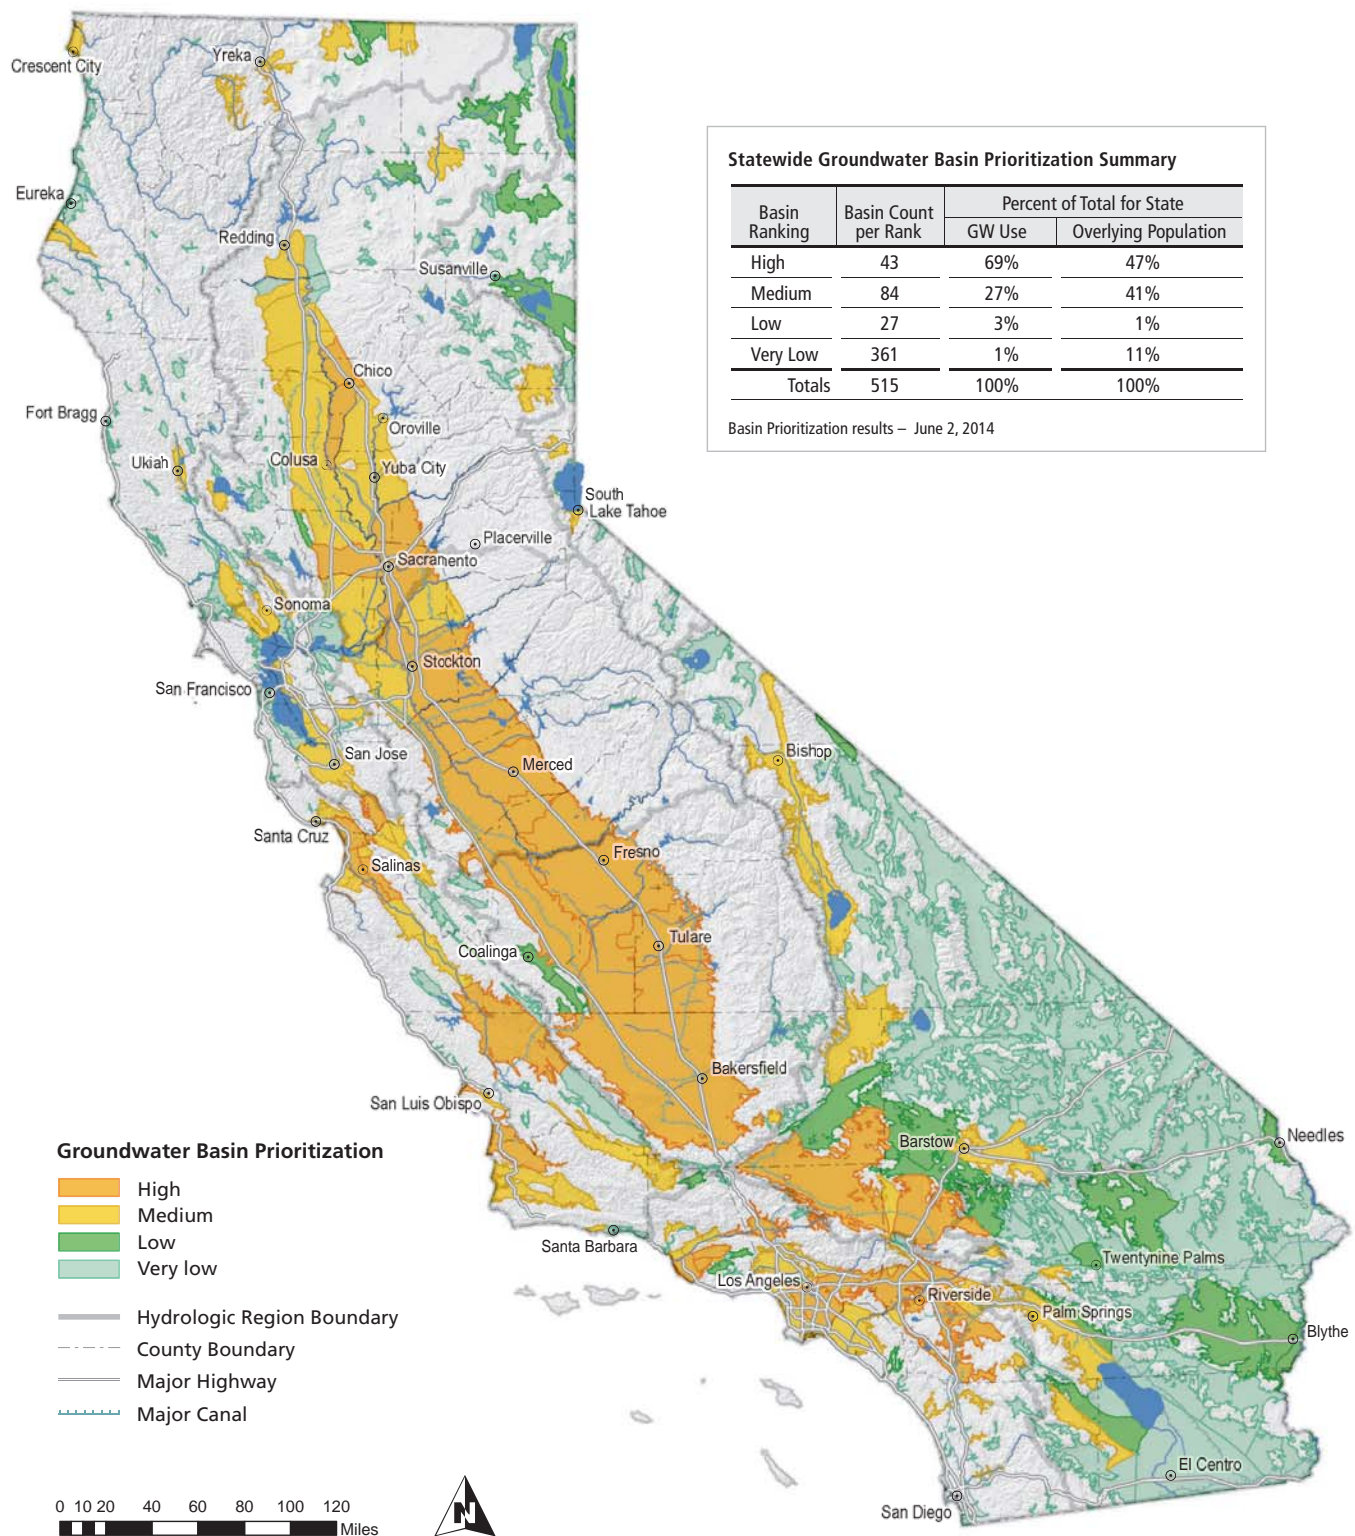 Crescent City
Yreka
Eureka
Redding
Susanville
Chico
Fort Bragg
Oroville
Ukiah
Colusa
Yuba City
South
Lake Tahoe
Placerville
Sacramento
Sonoma
Stockton
San Francisco
San Jose
Bishop
Merced
Santa Cruz
Fresno
Salinas
Tulare
Coalinga
Bakersfield
San Luis Obispo
Barstow
Needles
Santa Barbara
Twentynine Palms
Los Angeles
Riverside
Palm Springs
Blythe
El Centro
San Diego
Statewide Groundwater Basin Prioritization Summary
Basin Ranking Basin Count per Rank Percent of Total for State
GW Use Overlying Population
High 43 69% 47%
Medium 84 27% 41%
Low 27 3% 1%
Very Low 361 1% 11%
Totals 515 100% 100%
Basin Prioritization results – June 2, 2014
Groundwater Basin Prioritization
High
Medium
Low
Very low
Hydrologic Region Boundary
County Boundary
Major Highway
Major Canal
0 10 20 40 60 80 100 120
Miles
N